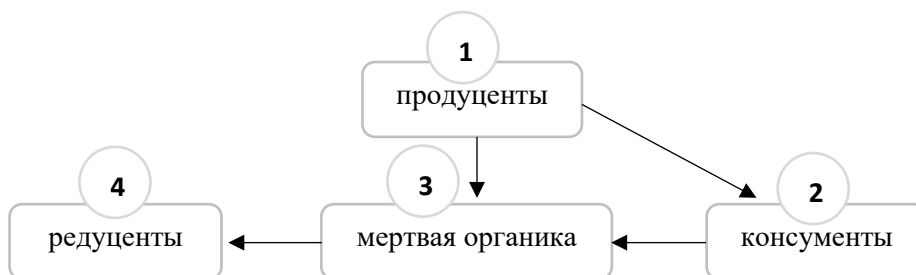 1
продуценты
4
3
2
редуценты
мертвая органика
консументы